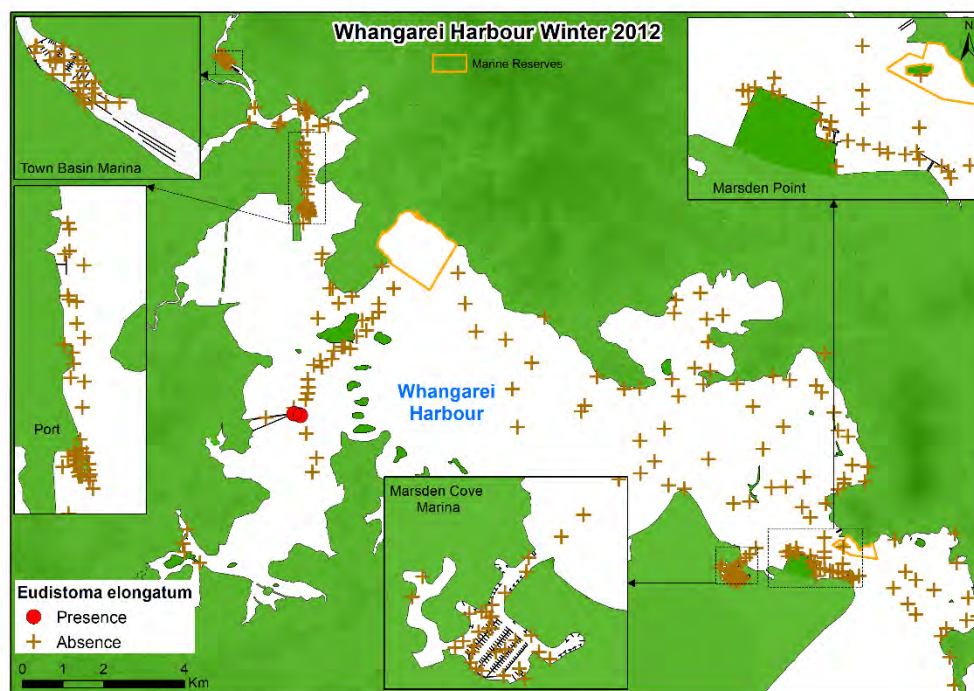 Whangarei Harbour Winter 2012
Marine Reserves
N
Town Basin Marina
Marsden Point
Port
Whangarei
Harbour
Marsden Cove
Marina
Eudistoma elongatum
Presence
Absence
0 1 2 4
Km